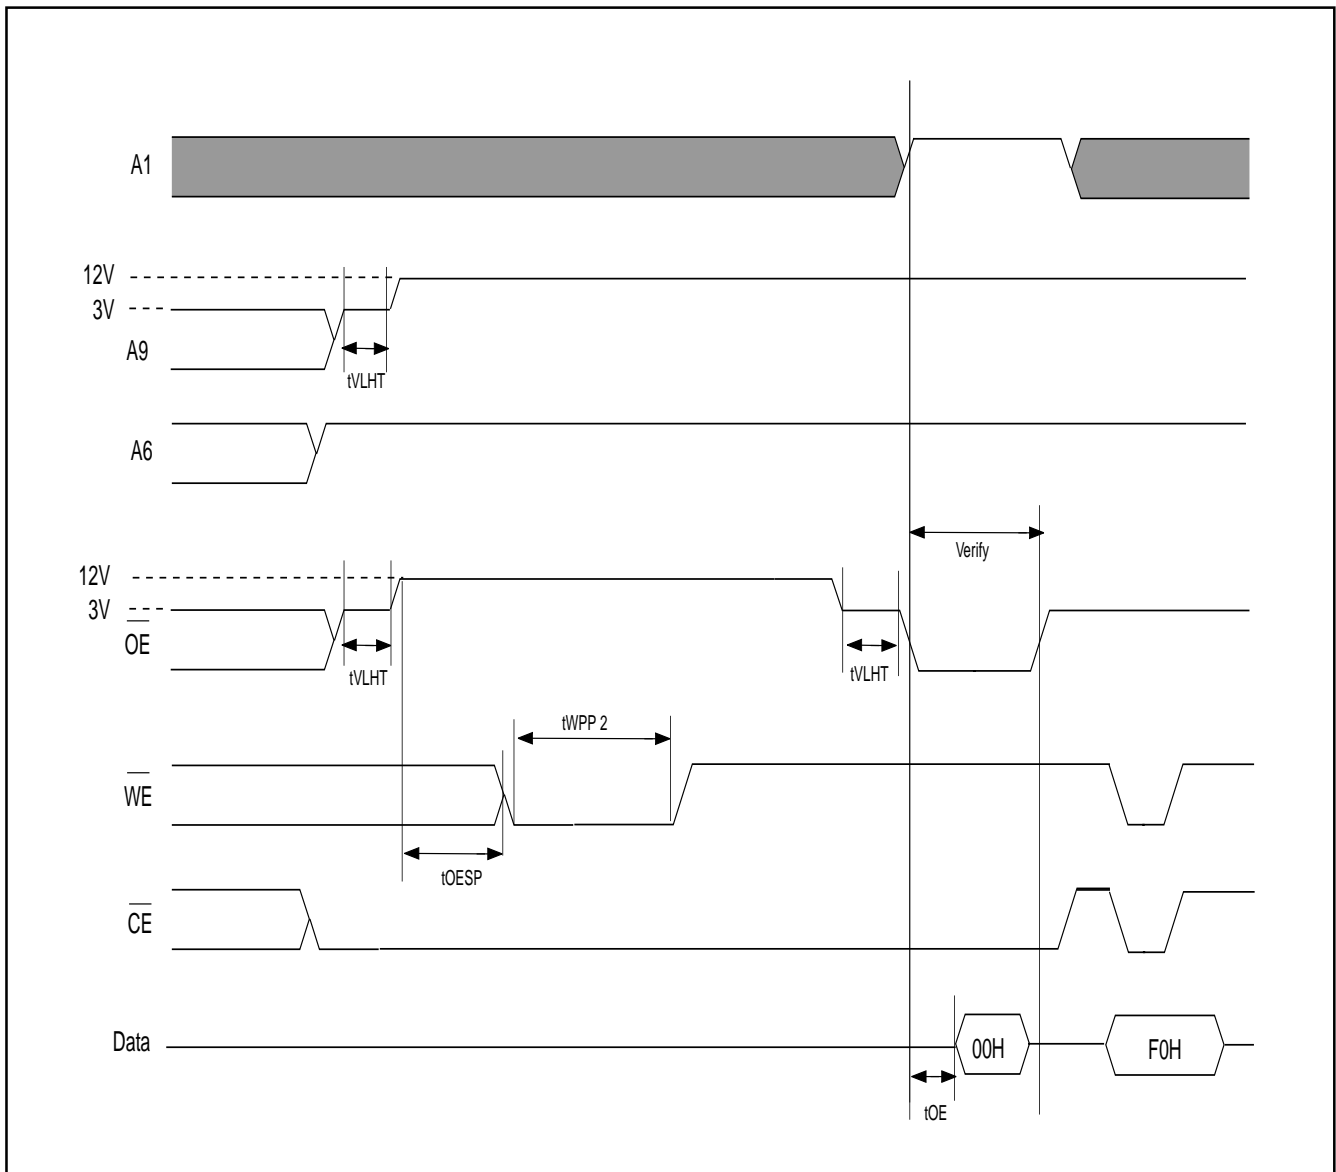 A1
12V
3V
A9
tVLHT
A6
Verify
12V
3V
OE
tVLHT
tVLHT
tWPP 2
WE
tOESP
CE
Data
00H
F0H
tOE